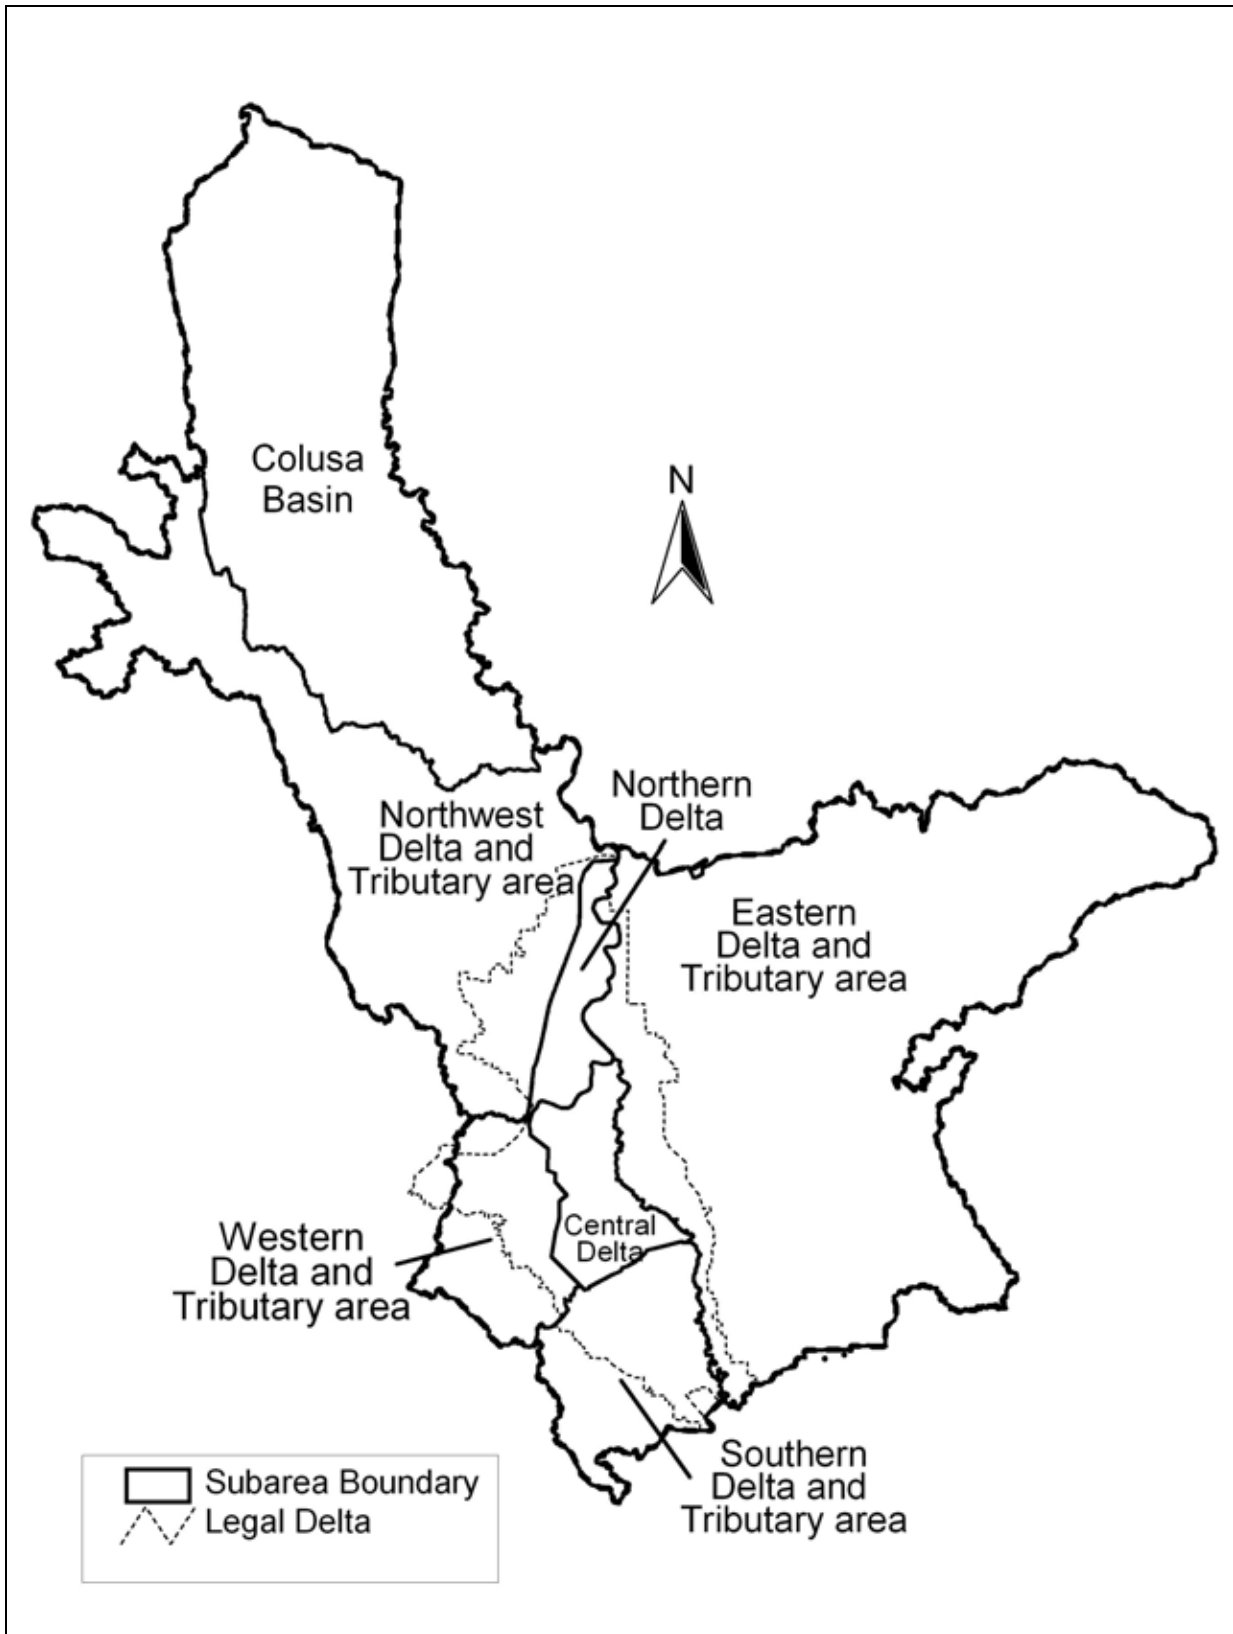 Colusa
Basin
N
Northern
Delta
Northwest
Delta and
Tributary area
Eastern
Delta and
Tributary area
Central
Delta
Western
Delta and
Tributary area
Southern
Delta and
Tributary area
Subarea Boundary
Legal Delta